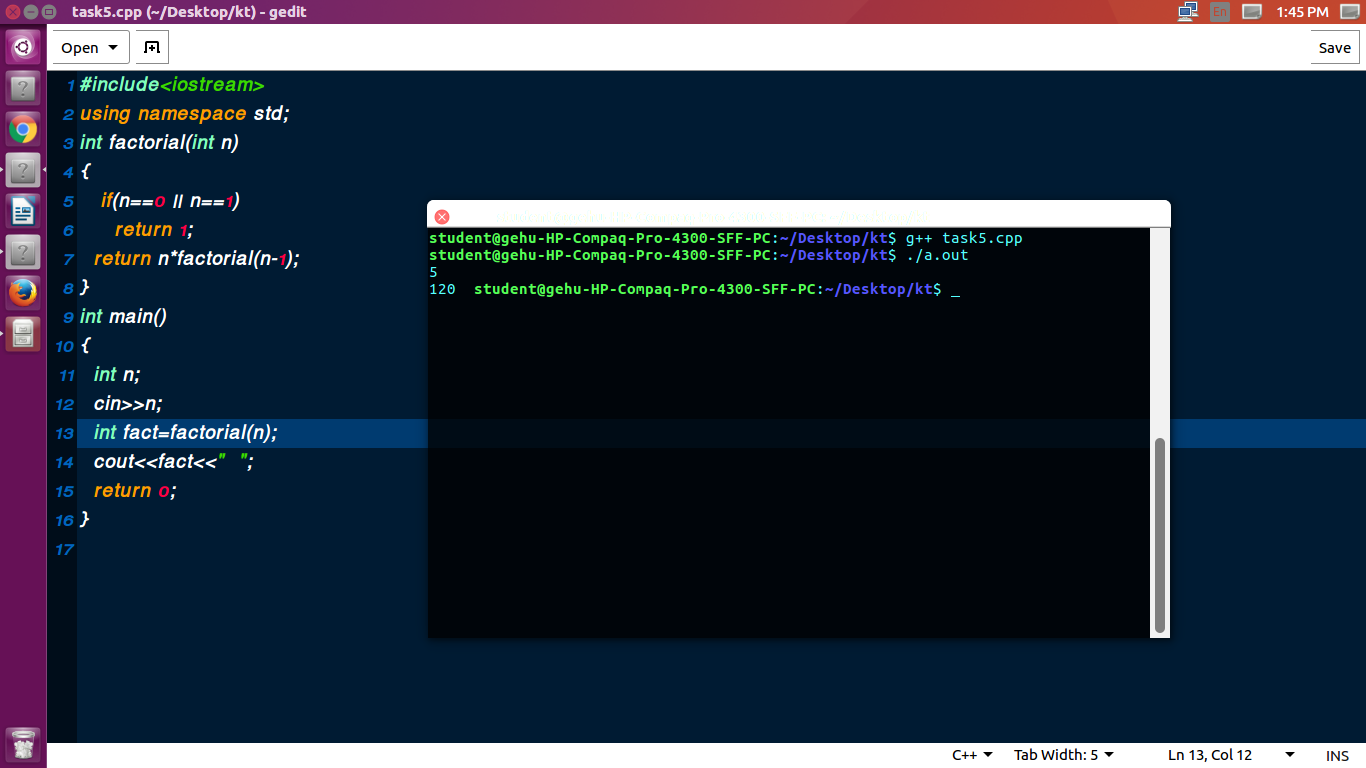 task5.cpp (~/Desktop/kt) - gedit
En
1:45 PM
Open
Save
1 #include<iostream>
2 using namespace std;
3 int factorial(int n)
4 {
5 if(n==0 || n==1)
6 return 1;
7 return n*factorial(n-1);
8 }
9 int main()
10 {
11 int n;
12 cin>>n;
13 int fact=factorial(n);
14 cout<<fact<<"  ";
15 return 0;
16 }
17
student@gehu-HP-Compaq-Pro-4300-SFF-PC:~/Desktop/kt$ g++ task5.cpp
student@gehu-HP-Compaq-Pro-4300-SFF-PC:~/Desktop/kt$ ./a.out
5
120  student@gehu-HP-Compaq-Pro-4300-SFF-PC:~/Desktop/kt$ _
C++
Tab Width: 5
Ln 13, Col 12
INS